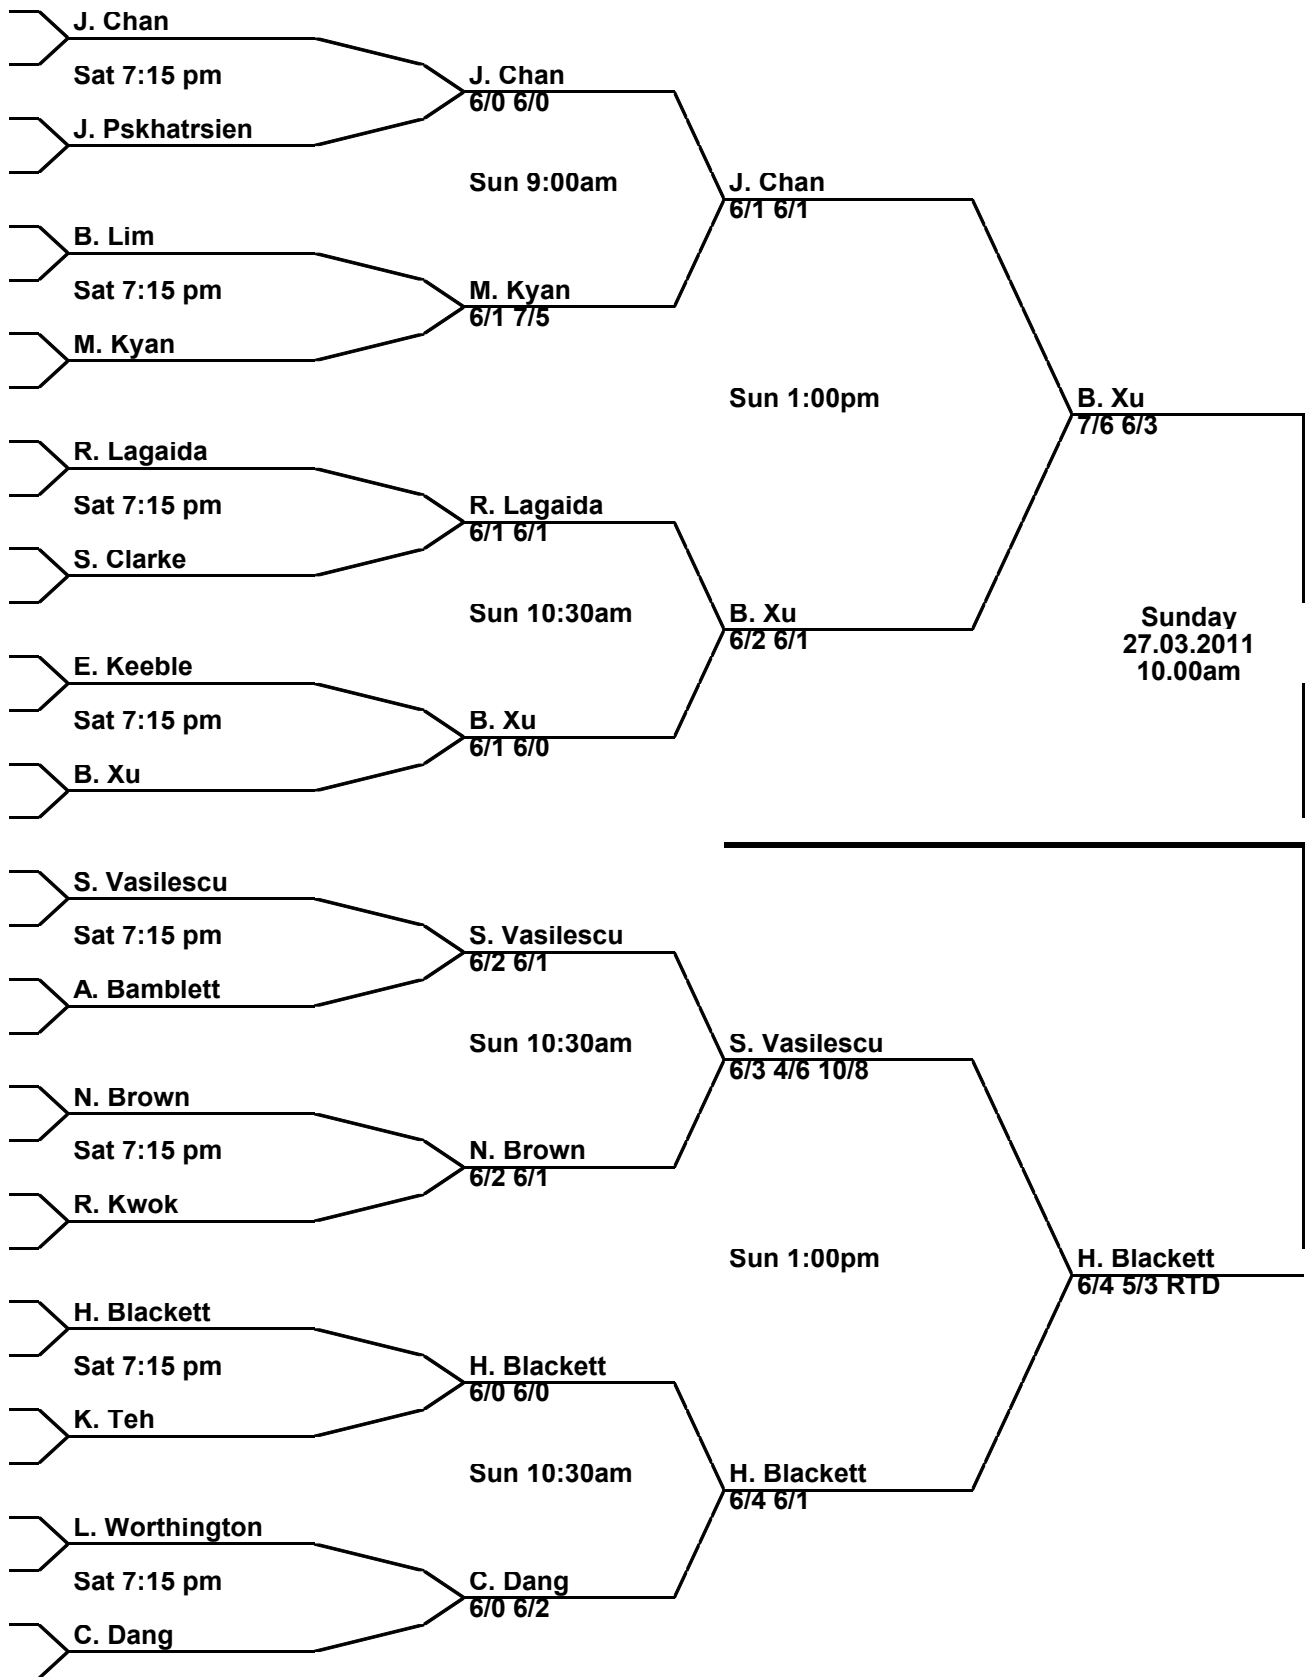 J. Chan
Sat 7:15 pm
J. Chan
6/0 6/0
J. Pskhatrsien
Sun 9:00am
J. Chan
6/1 6/1
B. Lim
Sat 7:15 pm
M. Kyan
6/1 7/5
M. Kyan
Sun 1:00pm
B. Xu
7/6 6/3
R. Lagaida
Sat 7:15 pm
R. Lagaida
6/1 6/1
S. Clarke
Sun 10:30am
B. Xu
6/2 6/1
Sunday
27.03.2011
10.00am
E. Keeble
Sat 7:15 pm
B. Xu
6/1 6/0
B. Xu
S. Vasilescu
Sat 7:15 pm
S. Vasilescu
6/2 6/1
A. Bamblett
Sun 10:30am
S. Vasilescu
6/3 4/6 10/8
N. Brown
Sat 7:15 pm
N. Brown
6/2 6/1
R. Kwok
Sun 1:00pm
H. Blackett
6/4 5/3 RTD
H. Blackett
Sat 7:15 pm
H. Blackett
6/0 6/0
K. Teh
Sun 10:30am
H. Blackett
6/4 6/1
L. Worthington
Sat 7:15 pm
C. Dang
6/0 6/2
C. Dang